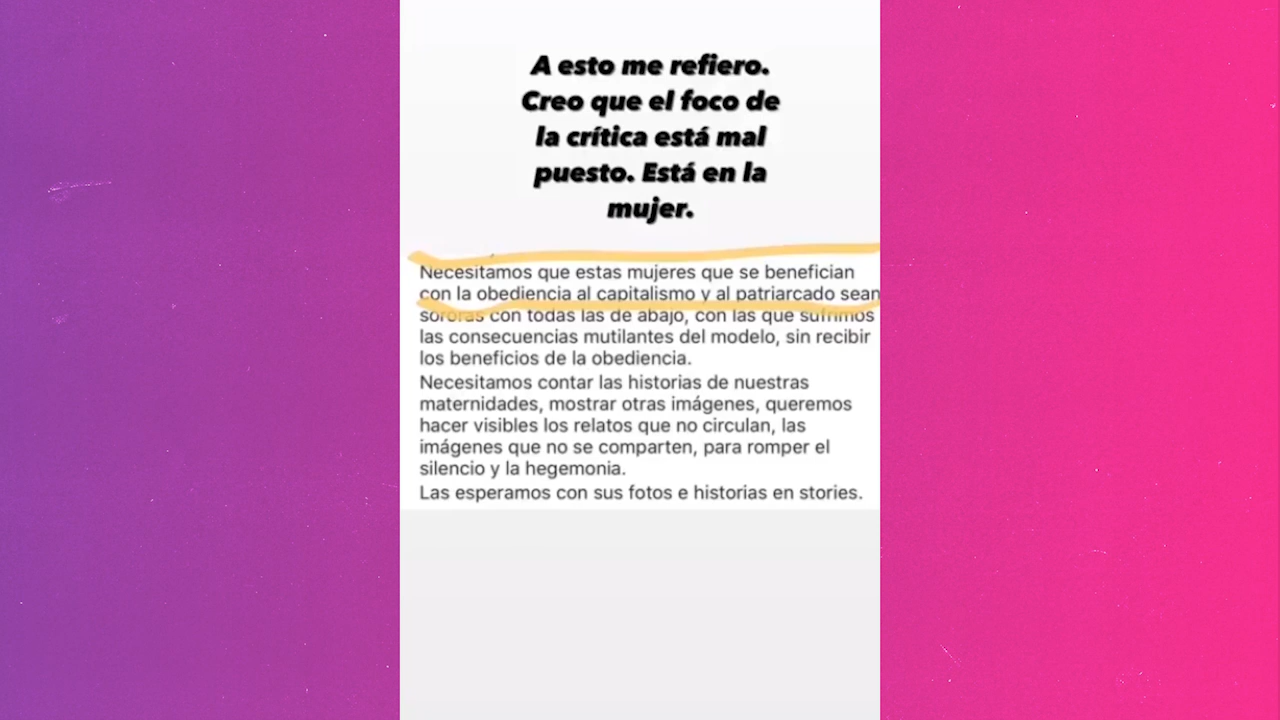 A esto me refiero.
Creo que el foco de
la crítica está mal
puesto. Está en la
mujer.
Necesitamos que estas mujeres que se benefician
con la obediencia al capitalismo y al patriarcado sean
sororas con todas las de abajo, con las que sufrimos
las consecuencias mutilantes del modelo, sin recibir
los beneficios de la obediencia.
Necesitamos contar las historias de nuestras
maternidades, mostrar otras imágenes, queremos
hacer visibles los relatos que no circulan, las
imágenes que no se comparten, para romper el
silencio y la hegemonia.
Las esperamos con sus fotos e historias en stories.